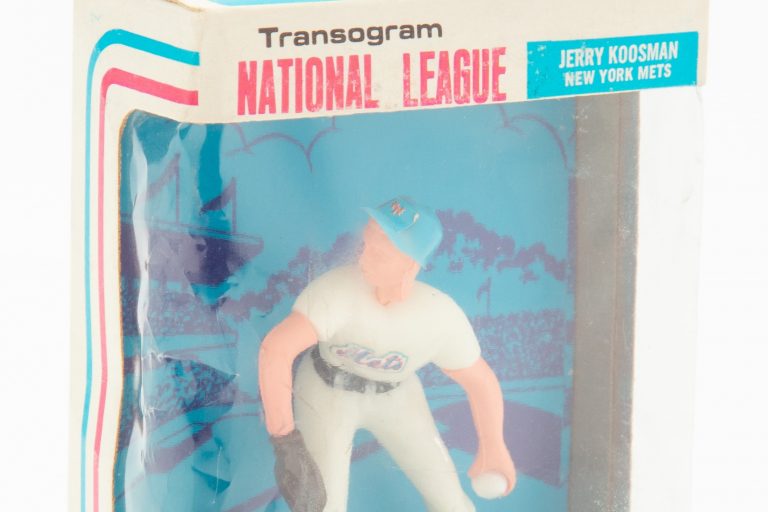 Transogram
NATIONAL LEAGUE
JERRY KOOSMAN
NEW YORK METS
Mets